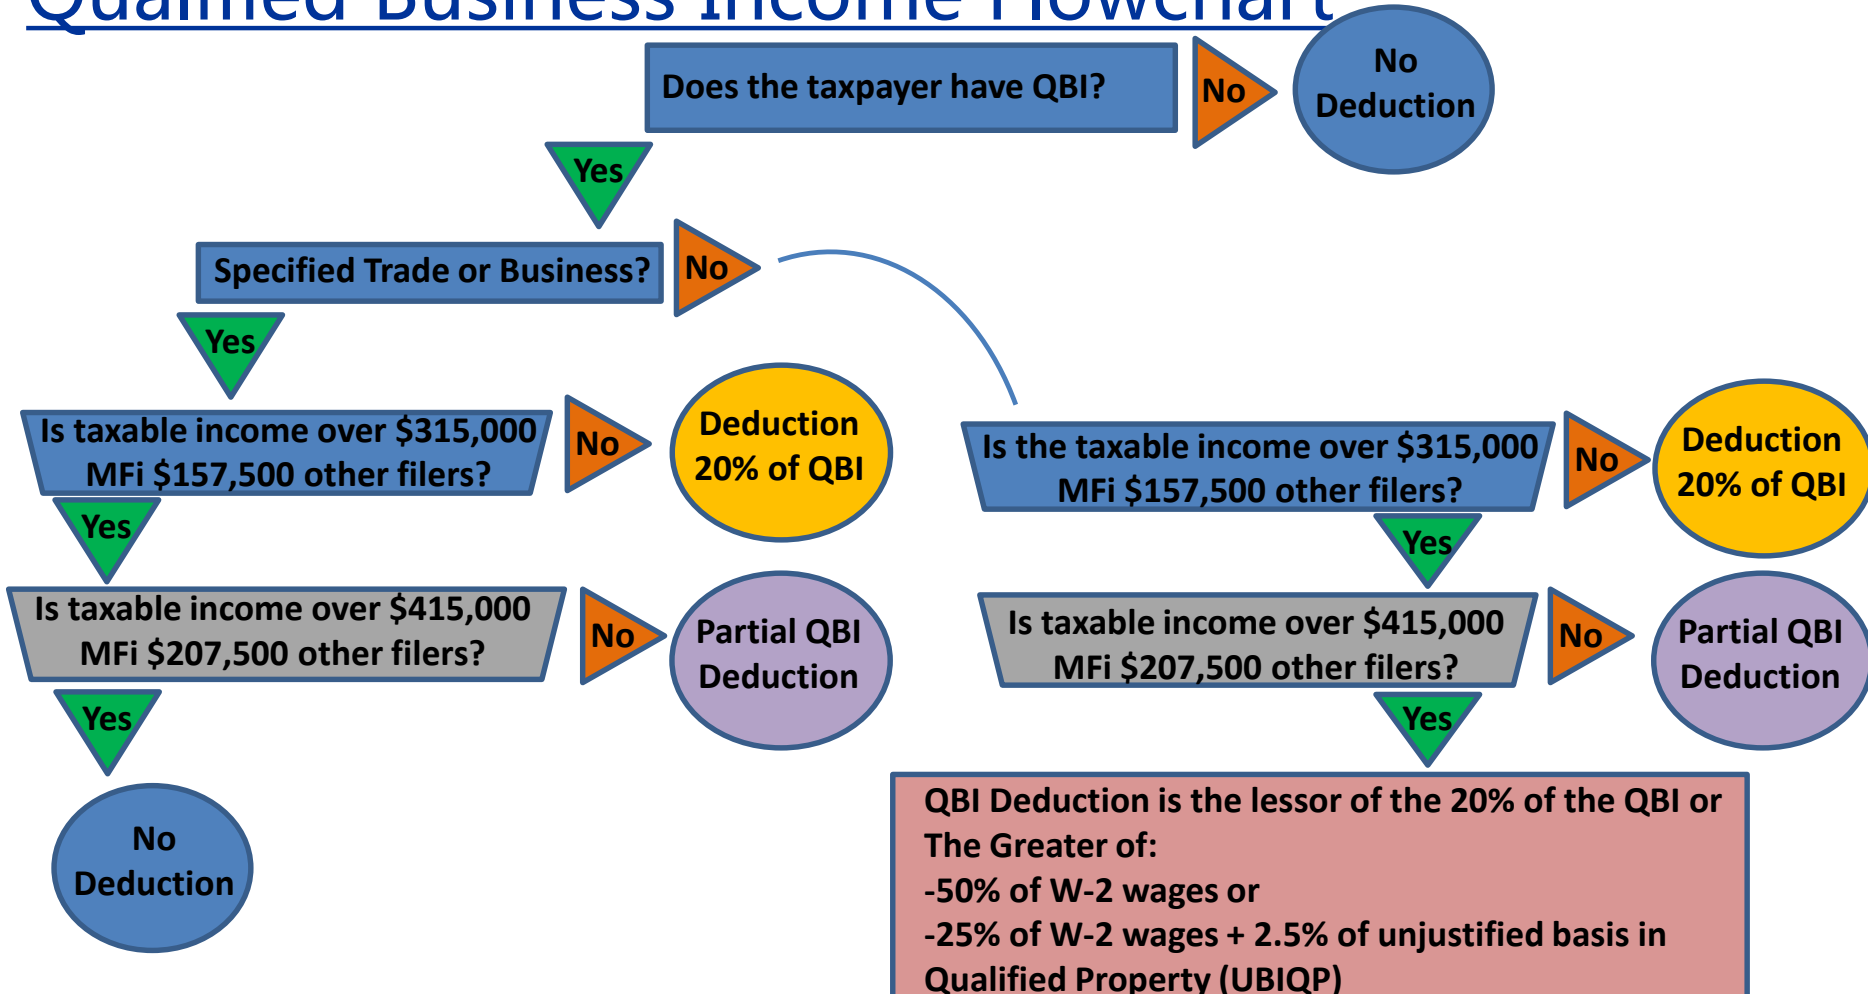 Qualified Business Income Flowchart
Does the taxpayer have QBI?
No
No
Deduction
Yes
Specified Trade or Business?
No
Yes
Is taxable income over $315,000
MFi $157,500 other filers?
No
Deduction
20% of QBI
Is the taxable income over $315,000
MFi $157,500 other filers?
No
Deduction
20% of QBI
Yes
Yes
Is taxable income over $415,000
MFi $207,500 other filers?
No
Partial QBI
Deduction
Is taxable income over $415,000
MFi $207,500 other filers?
No
Partial QBI
Deduction
Yes
Yes
No
Deduction
QBI Deduction is the lessor of the 20% of the QBI or
The Greater of:
-50% of W-2 wages or
-25% of W-2 wages + 2.5% of unjustified basis in
Qualified Property (UBIQP)